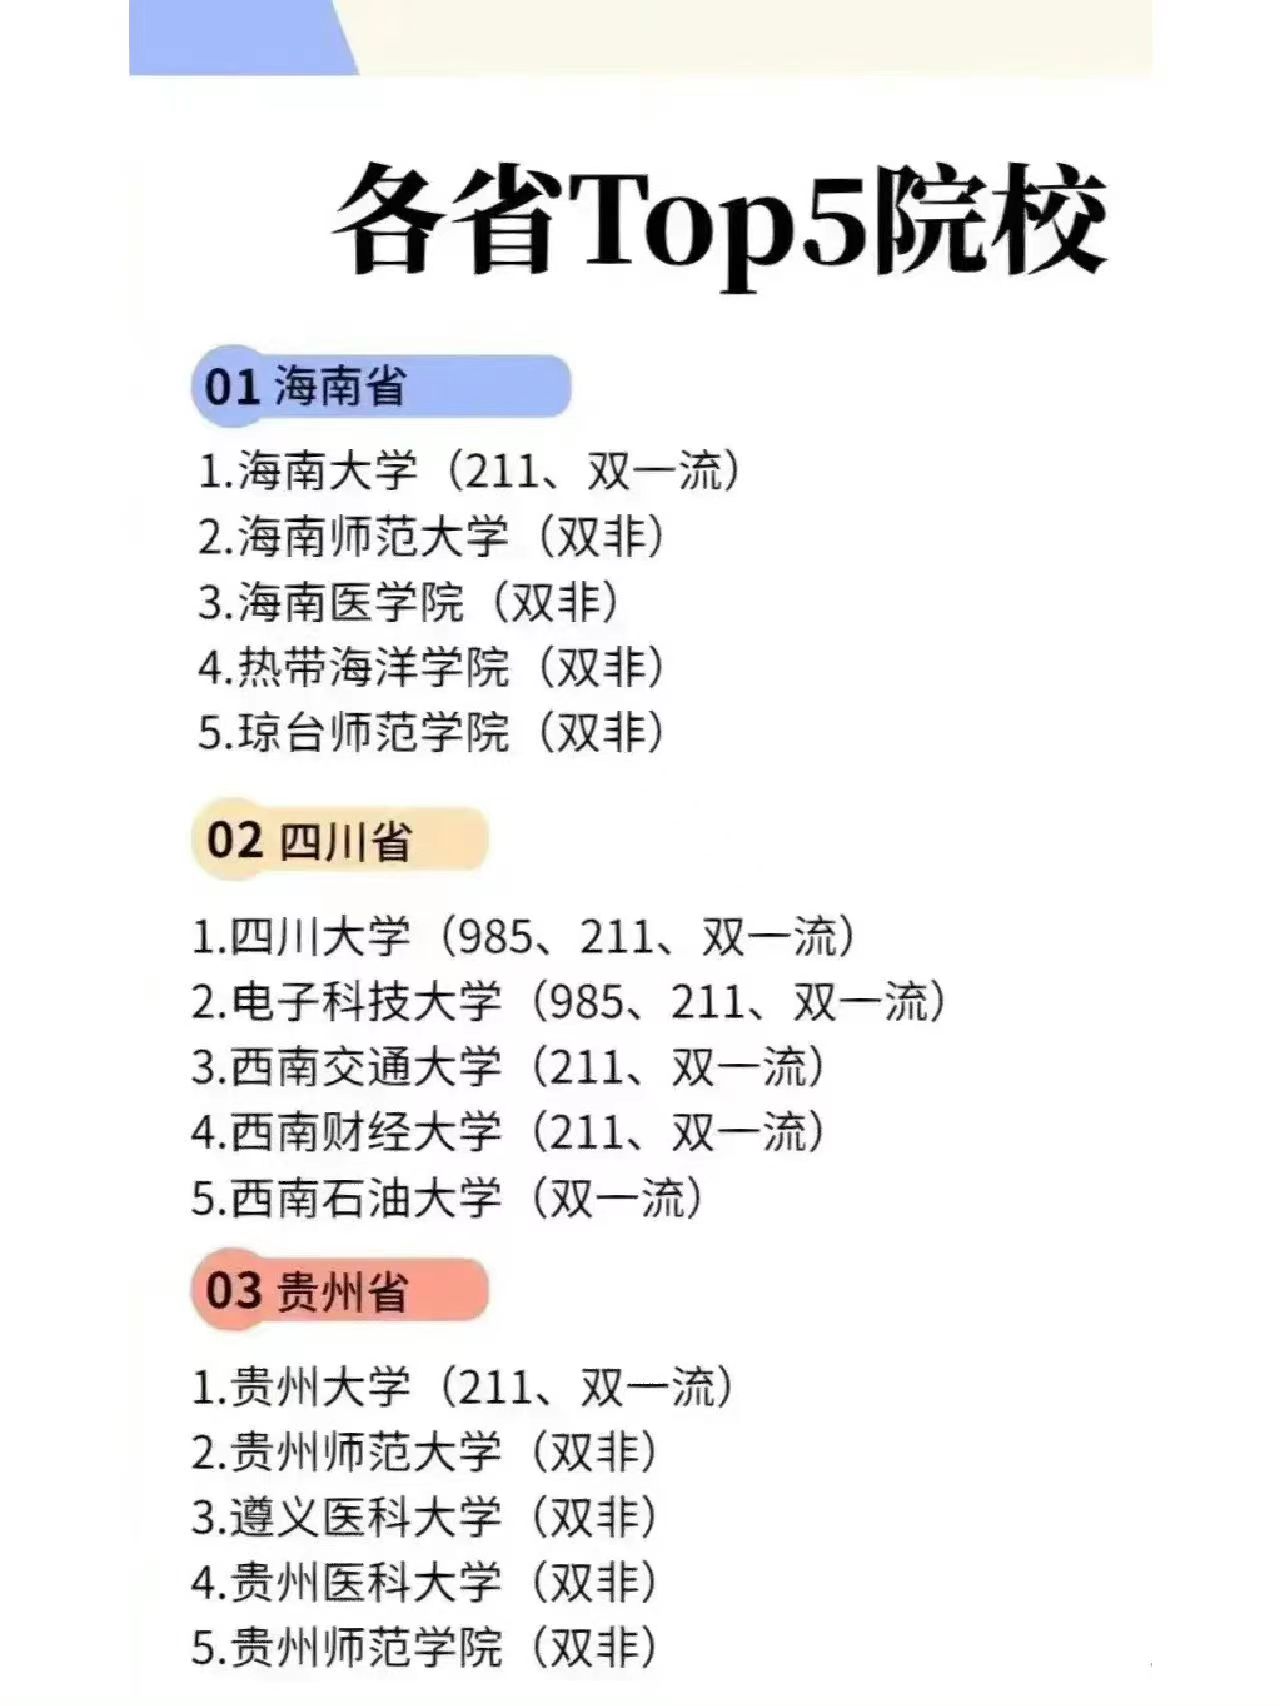 各省Top5院校
01 海南省
1.海南大学（211、双一流）
2.海南师范大学（双非）
3.海南医学院（双非）
4.热带海洋学院（双非）
5.琼台师范学院（双非）
02 四川省
1.四川大学（985、211、双一流）
2.电子科技大学（985、211、双一流）
3.西南交通大学（211、双一流）
4.西南财经大学（211、双一流）
5.西南石油大学（双一流）
03 贵州省
1.贵州大学（211、双一流）
2.贵州师范大学（双非）
3.遵义医科大学（双非）
4.贵州医科大学（双非）
5.贵州师范学院（双非）